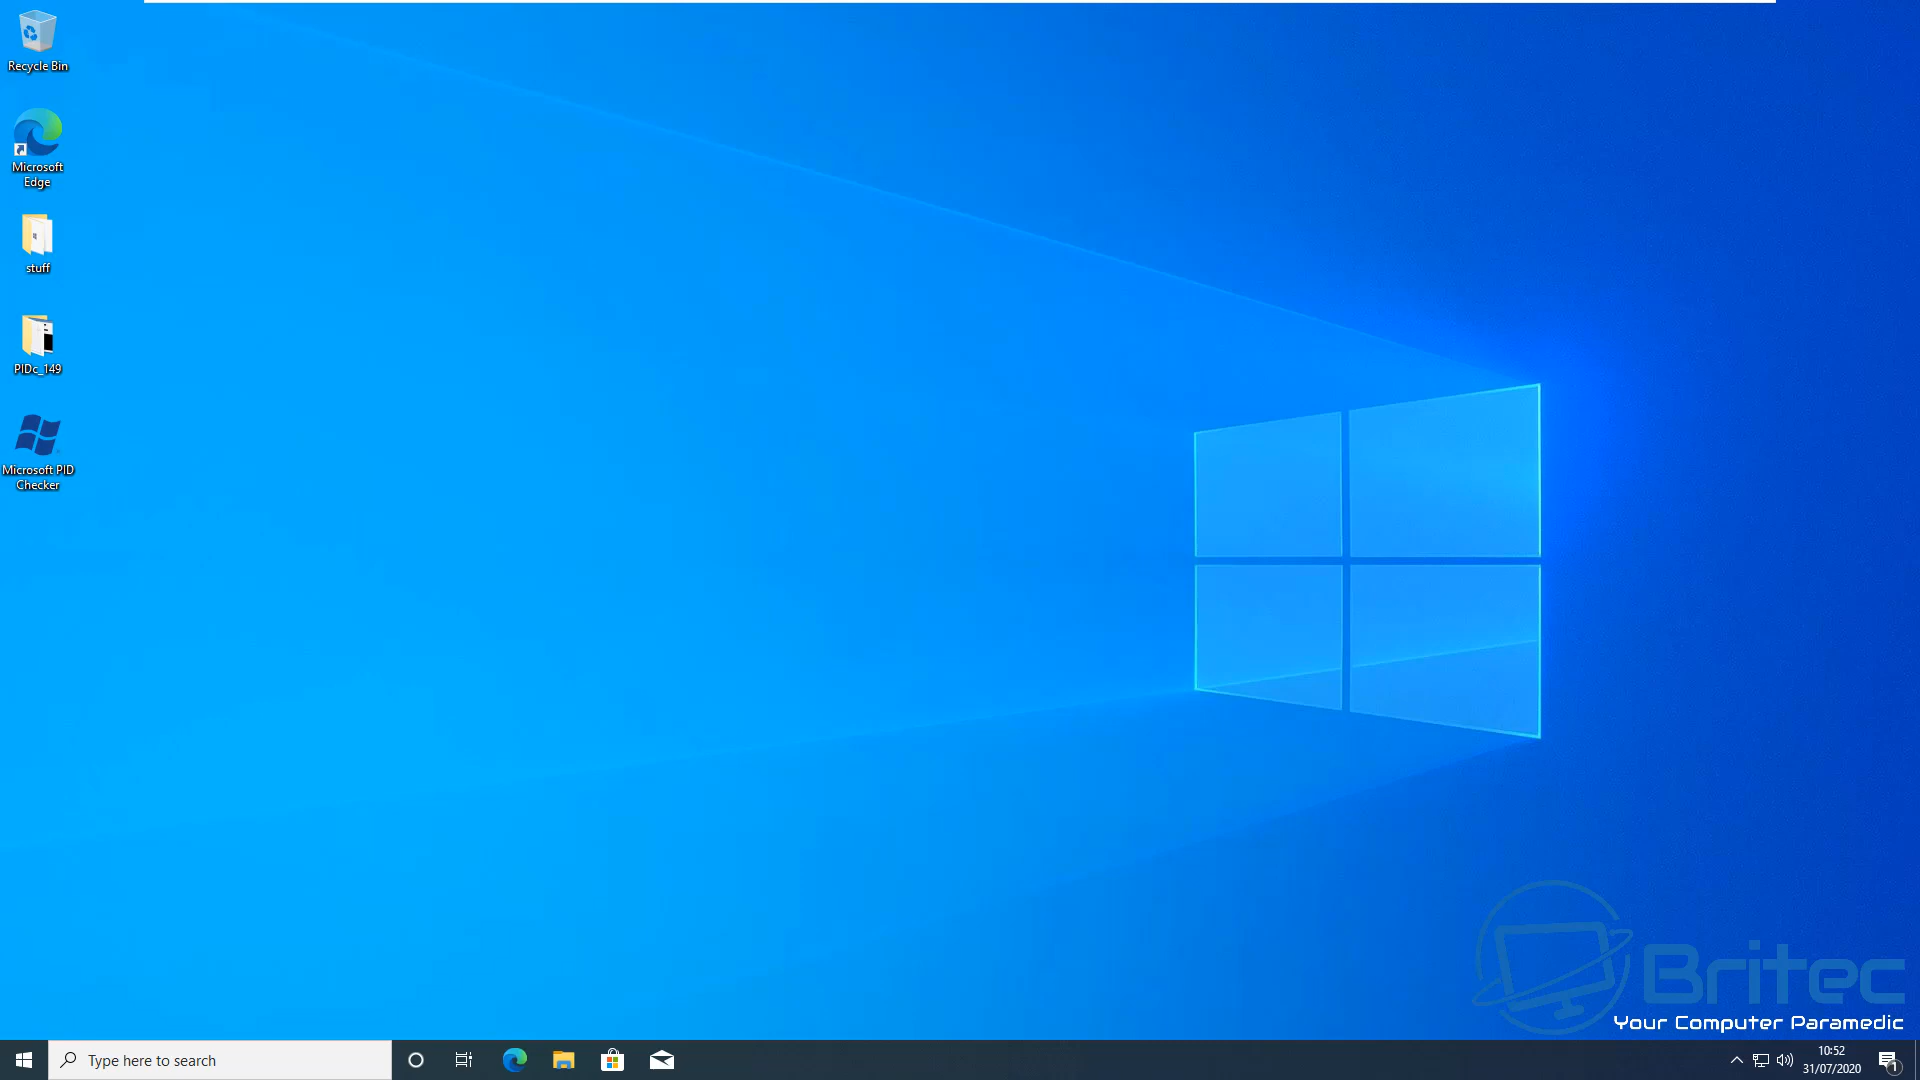 Recycle Bin
Microsoft
Edge
stuff
PIDc_149
Microsoft PID
Checker
Britec
Your Computer Paramedic
Type here to search
10:52
31/07/2020
1